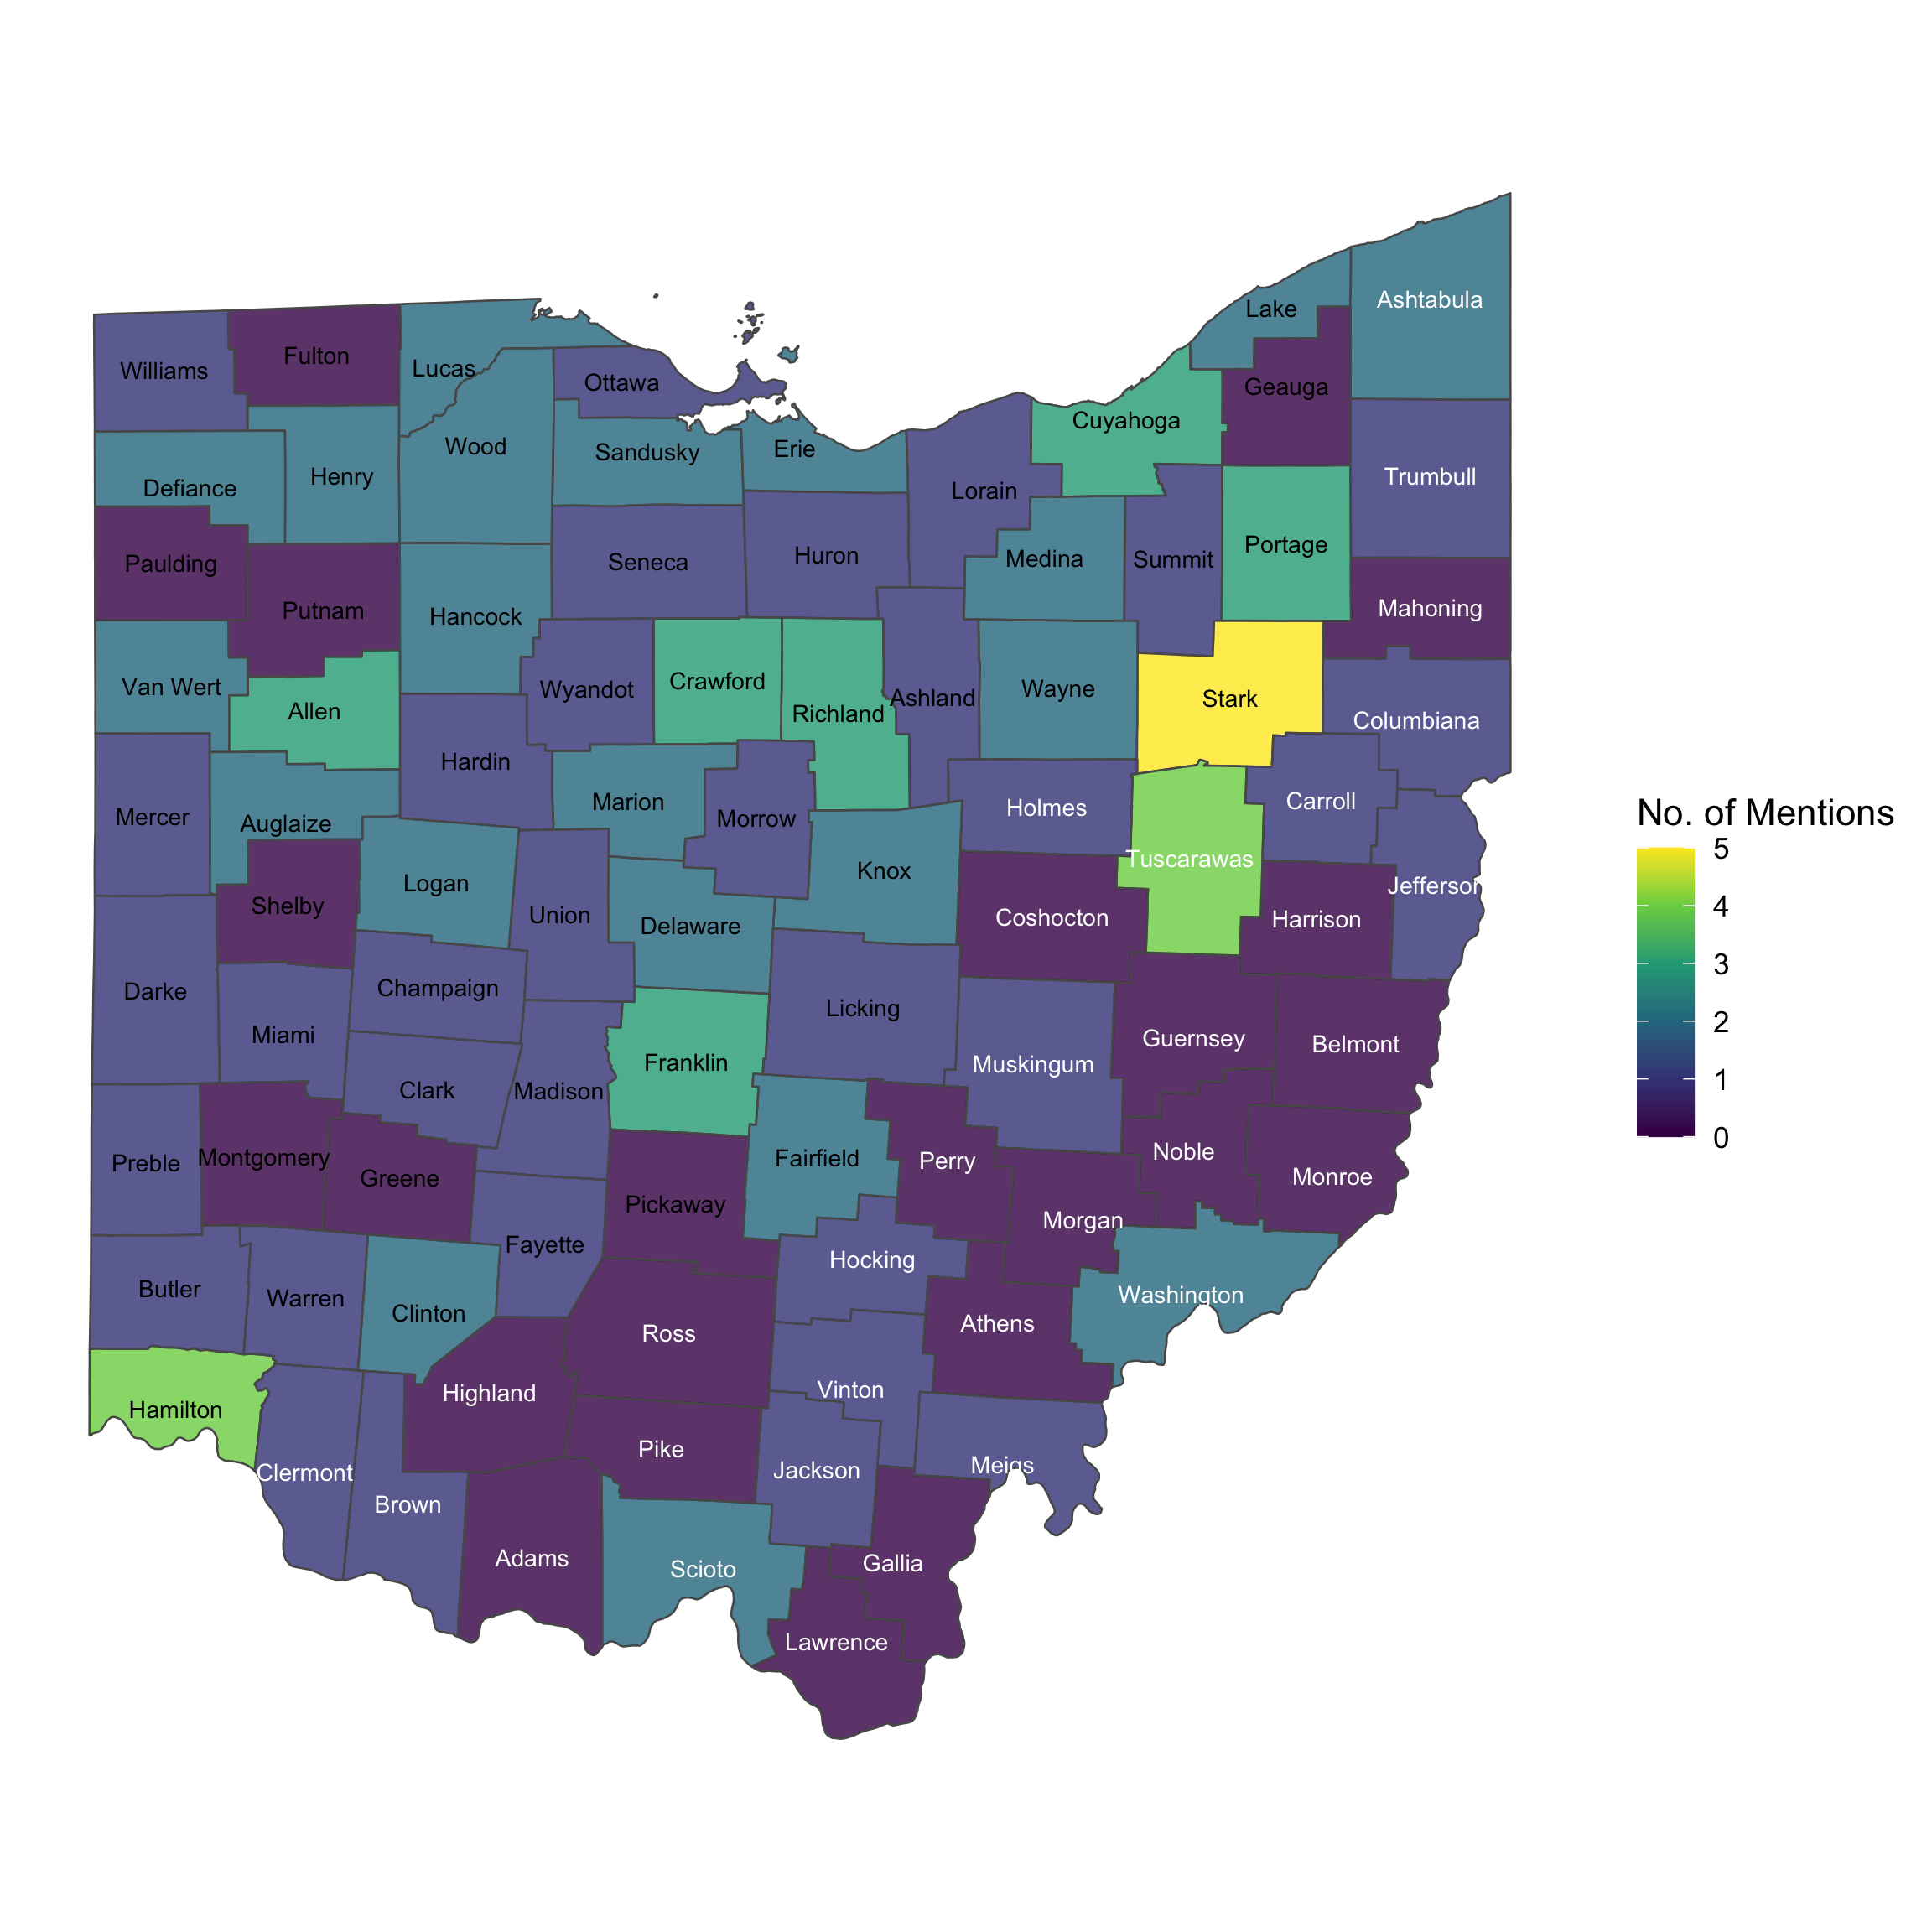 Ashtabula
Lake
Fulton
Williams
Lucas
Ottawa
Geauga
Cuyahoga
Wood
Erie
Sandusky
Henry
Trumbull
Defiance
Lorain
Portage
Huron
Medina
Summit
Seneca
Paulding
Mahoning
Putnam
Hancock
Crawford
Van Wert
Wyandot
Wayne
Ashland
Stark
Allen
Richland
Columbiana
Hardin
Marion
Carroll
Holmes
Mercer
Morrow
Auglaize
Tuscarawas
Knox
Logan
Jefferson
Shelby
Union
Coshocton
Harrison
Delaware
Champaign
Darke
Licking
Miami
Guernsey
Belmont
Franklin
Muskingum
Clark
Madison
Noble
Montgomery
Fairfield
Perry
Preble
Monroe
Greene
Pickaway
Morgan
Fayette
Hocking
Butler
Washington
Warren
Clinton
Athens
Ross
Vinton
Highland
Hamilton
Pike
Meigs
Jackson
Clermont
Brown
Adams
Gallia
Scioto
Lawrence
No. of Mentions
5
4
3
2
1
0